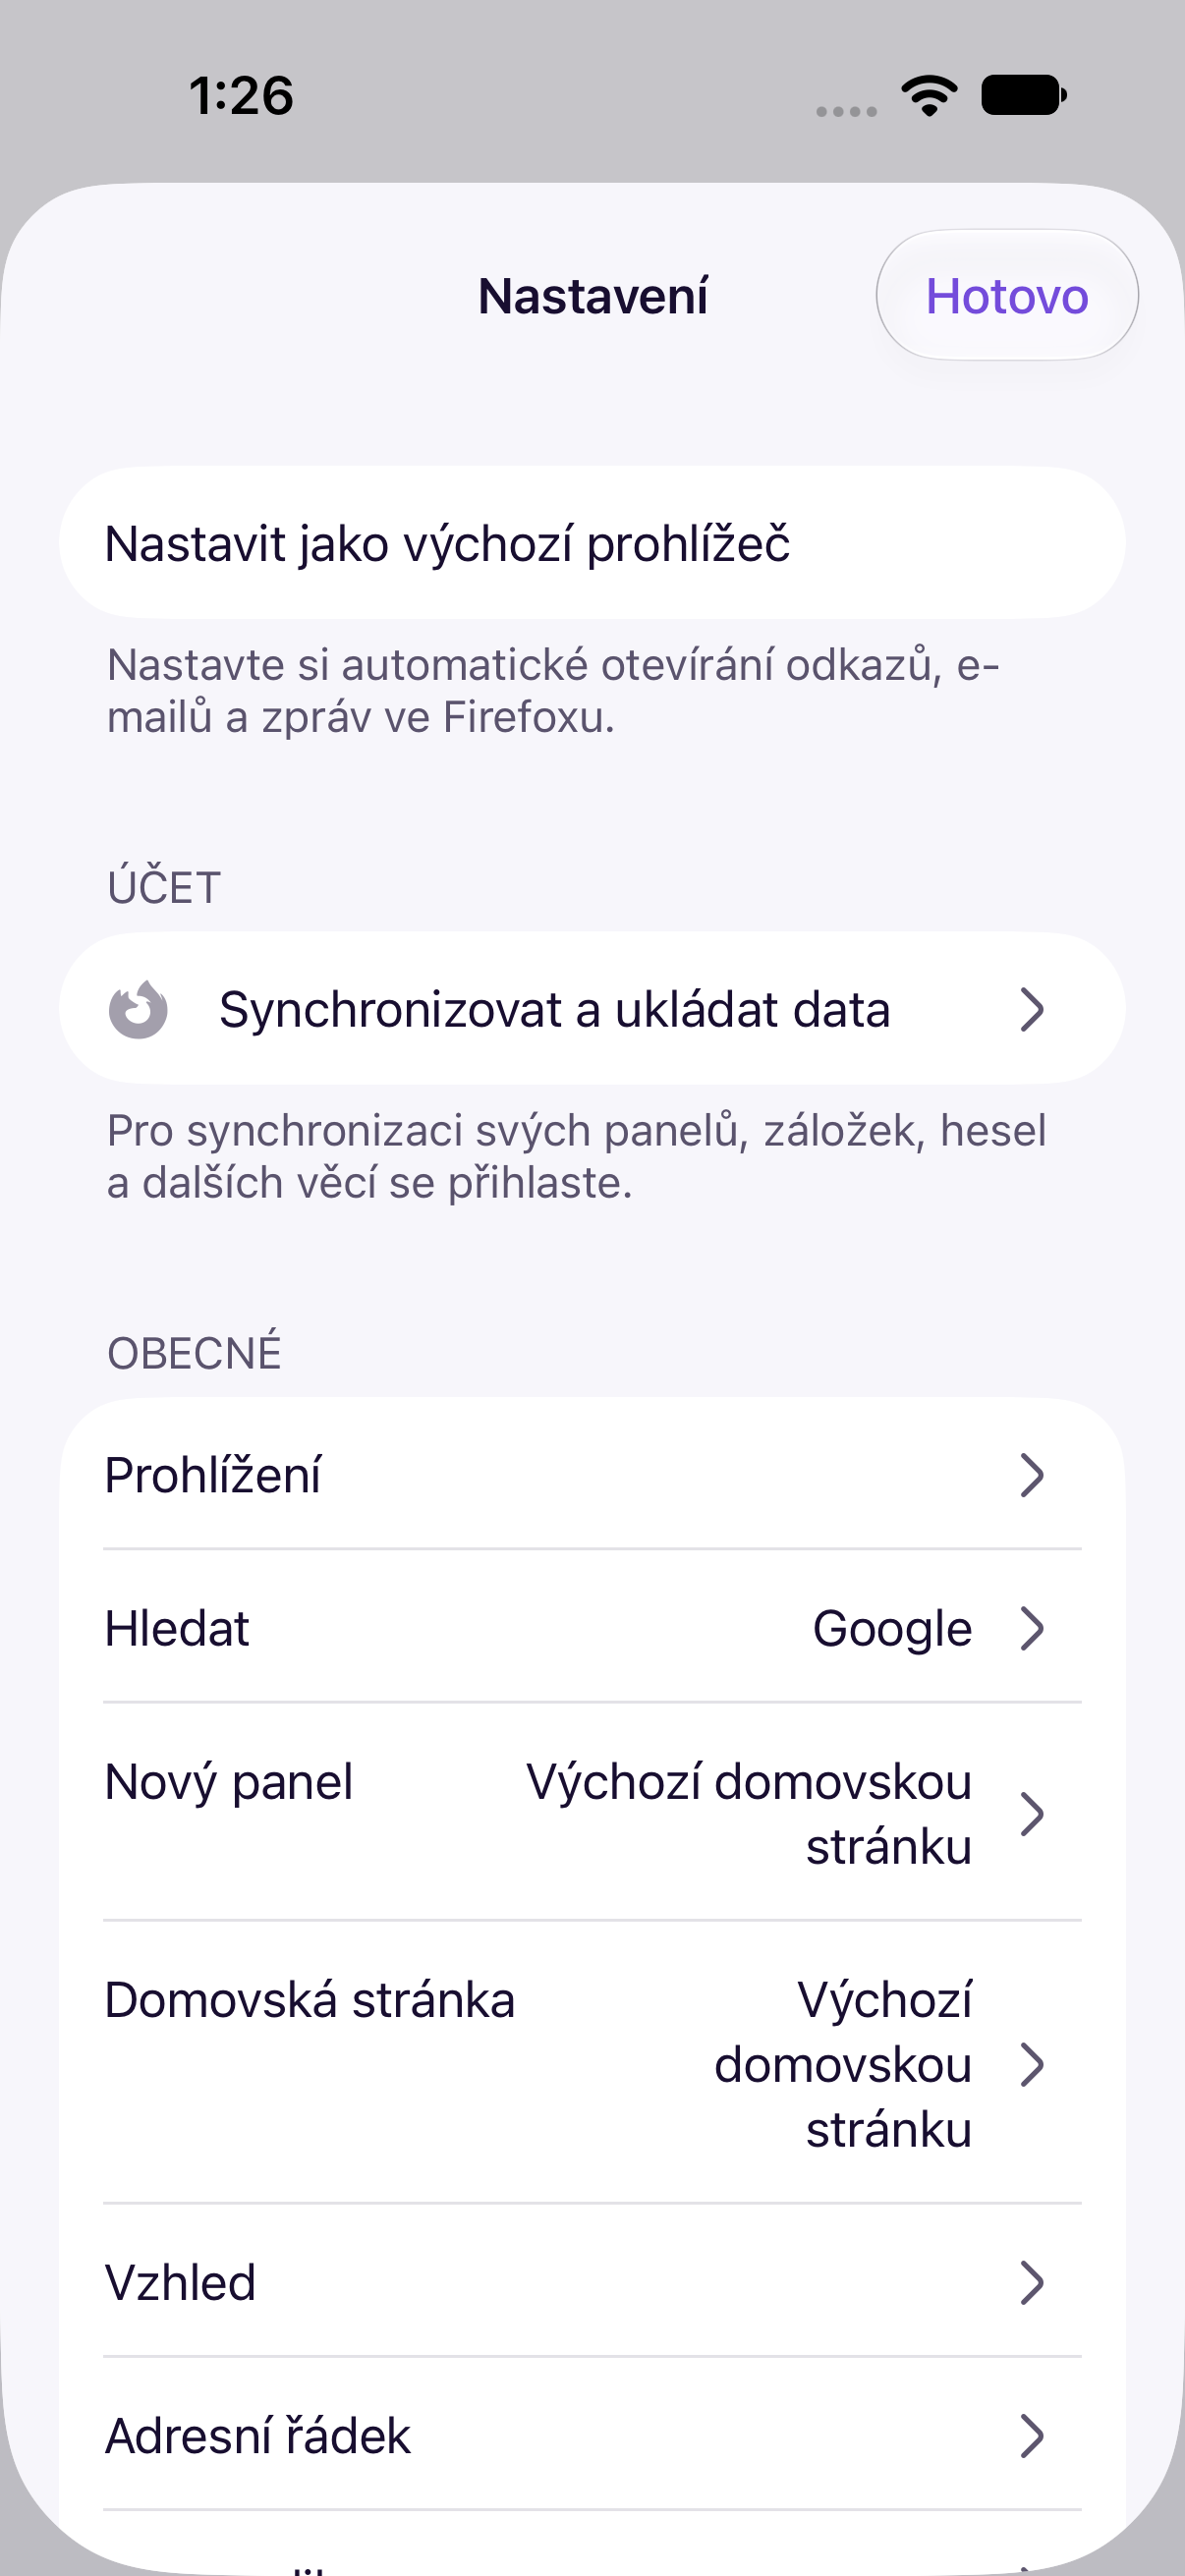 1:26
Nastavení
Hotovo
Nastavit jako výchozí prohlížeč
Nastavte si automatické otevírání odkazů, e-
mailů a zpráv ve Firefoxu.
ÚČET
Synchronizovat a ukládat data
Pro synchronizaci svých panelů, záložek, hesel
a dalších věcí se přihlaste.
OBECNÉ
Prohlížení
Hledat
Google
Nový panel
Výchozí domovskou
stránku
Domovská stránka
Výchozí
domovskou
stránku
Vzhled
Adresní řádek